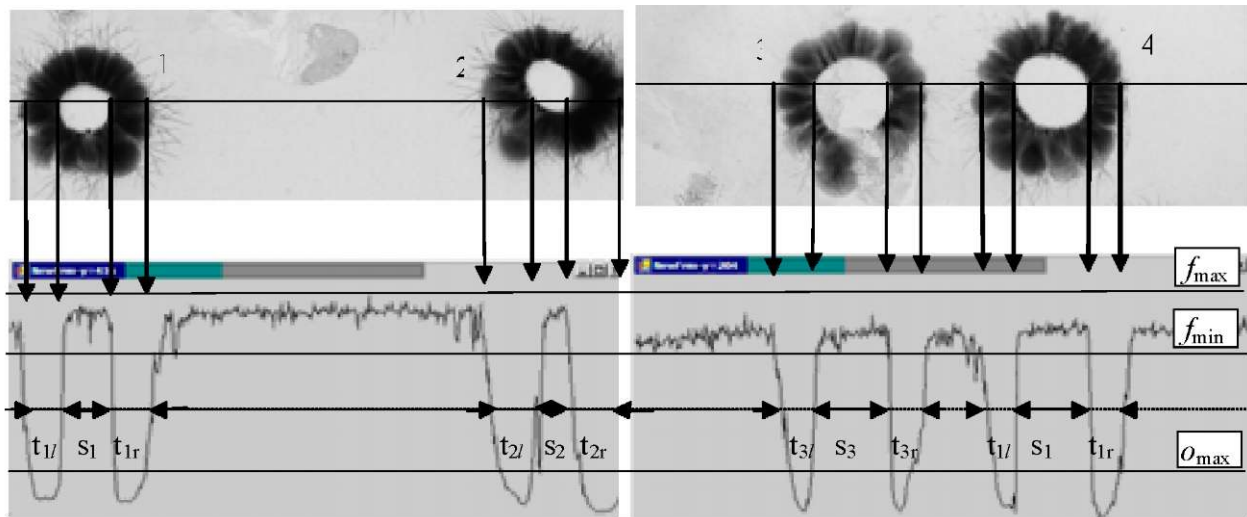 1 2 3 4
f_max
f_min
t_1l s_1 t_1r t_2l s_2 t_2r t_3l s_3 t_3r t_1l s_1 t_1r
o_max